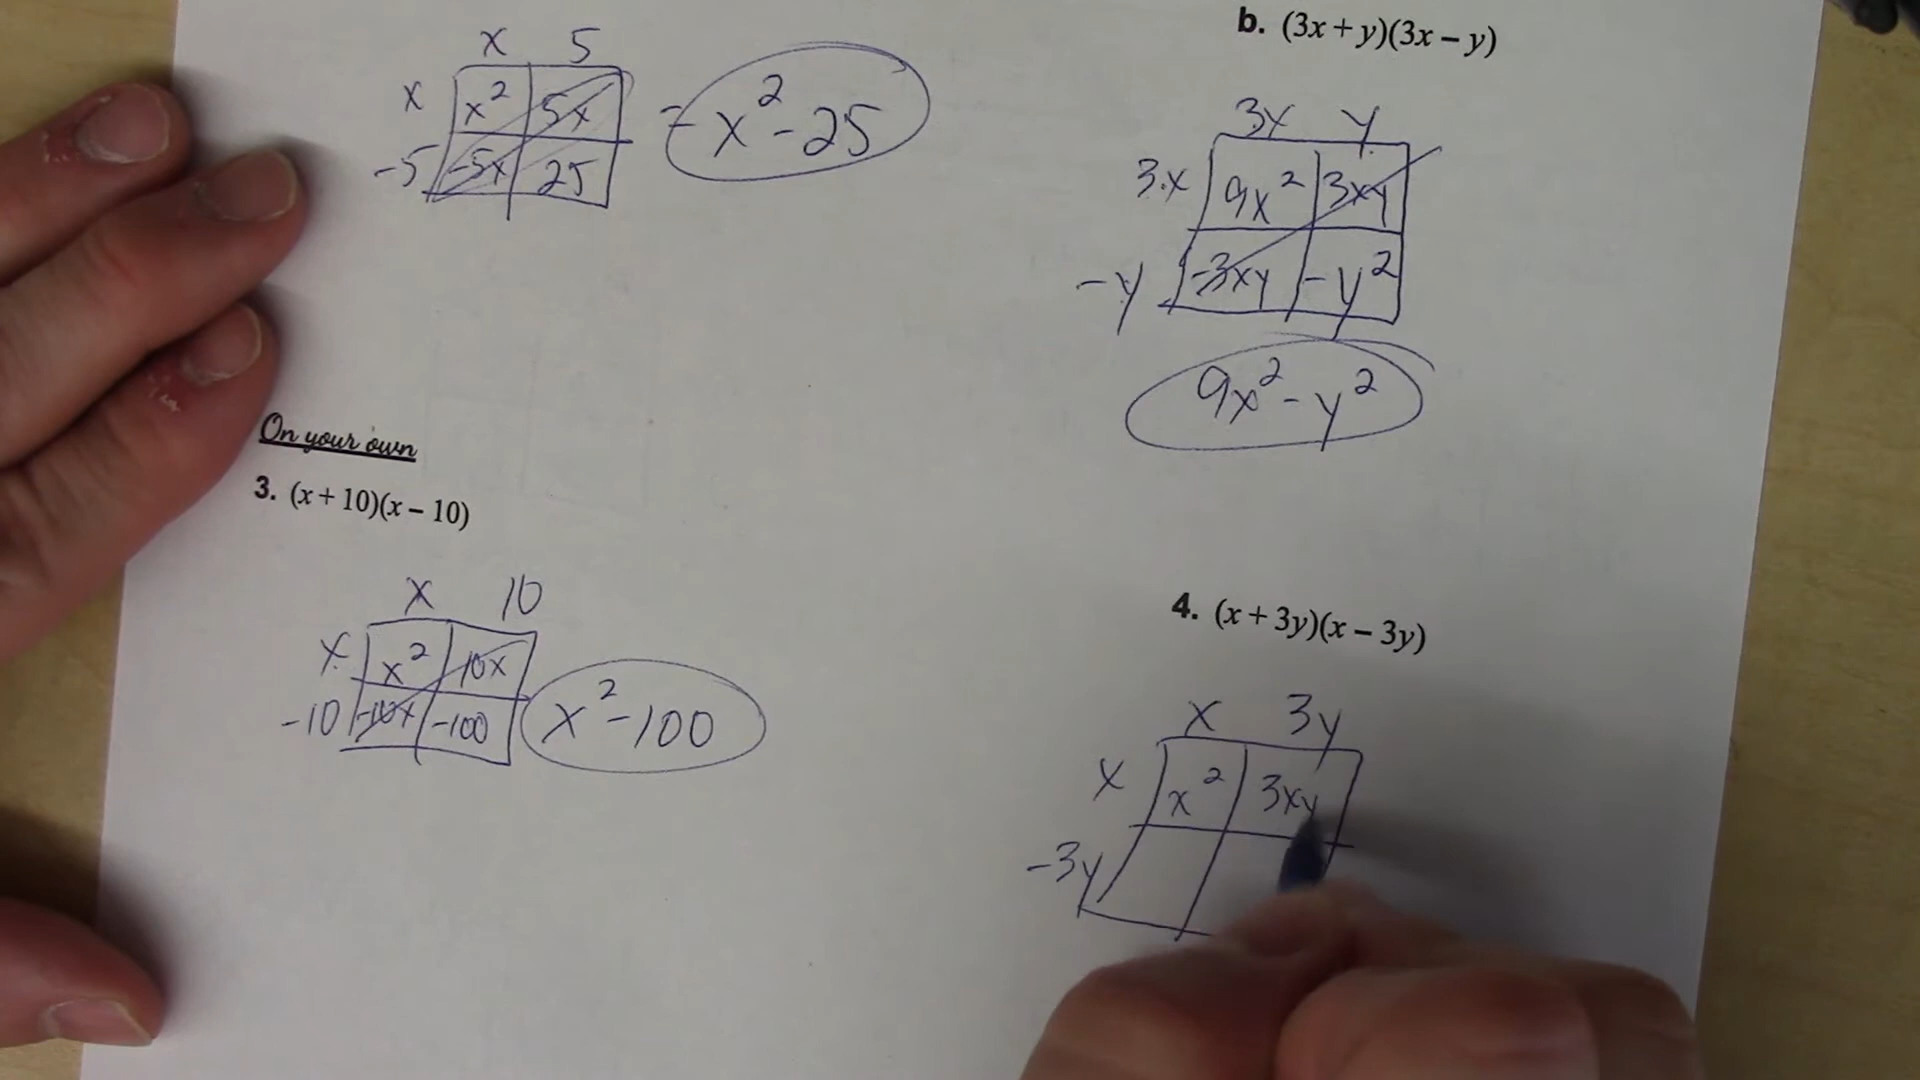 x 5
x x² 5x
-5 -5x 25
= x² - 25
b. (3x + y)(3x – y)
3x y
3x 9x² 3xy
-y -3xy -y²
9x² - y²
On your own
3. (x + 10)(x – 10)
x 10
x x² 10x
-10 -10x -100
x² - 100
4. (x + 3y)(x – 3y)
x 3y
x x² 3xy
-3y